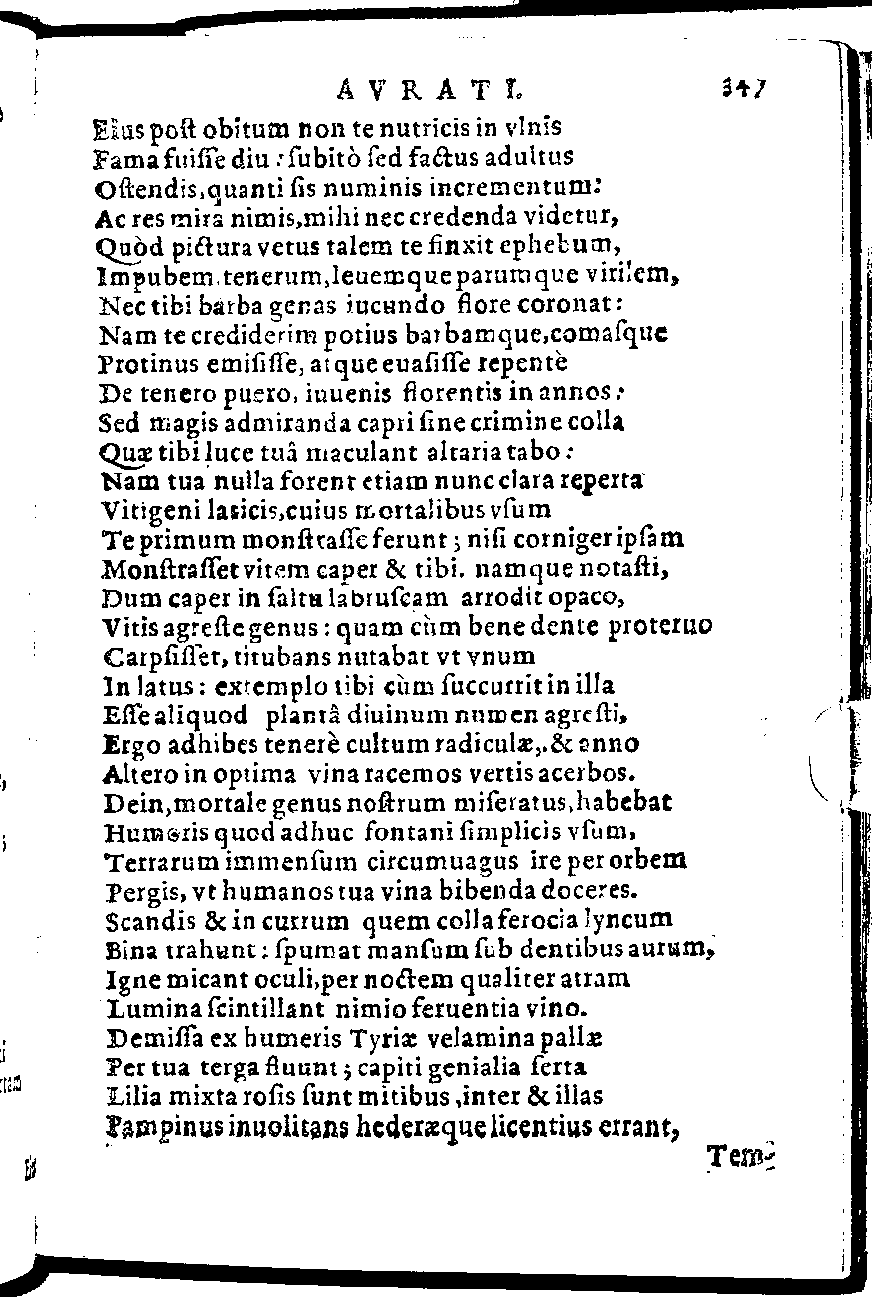 AVRATI. 347
Eius post obitum non te nutricis in vlnis
Fama fuisse diu : subitò sed factus adultus
Ostendis, quanti sis numinis incrementum:
Ac res mira nimis, mihi nec credenda videtur,
Quòd pictura vetus talem te finxit ephebum,
Impubem, tenerum, leuemque parumque virilem,
Nec tibi barba genas iucundo flore coronat:
Nam te crediderim potius barbamque, comasque
Protinus emisisse, atque euasisse repentè
De tenero puero, iuuenis florentis in annos:
Sed magis admiranda capri sine crimine colla
Quæ tibi luce tuâ maculant altaria tabo :
Nam tua nulla forent etiam nunc clara reperta
Vitigeni laticis, cuius mortalibus vsum
Te primum monstrasse ferunt ; nisi corniger ipsam
Monstrasset vitem caper & tibi. namque notasti,
Dum caper in saltu labruscam arrodit opaco,
Vitis agreste genus : quam cùm bene dente proteruo
Carpsisset, titubans nutabat vt vnum
In latus : extemplo tibi cùm succurrit in illa
Esse aliquod plantâ diuinum numen agresti,
Ergo adhibes tenerè cultum radiculæ, & anno
Altero in optima vina racemos vertis acerbos.
Dein, mortale genus nostrum miseratus, habebat
Humeris quod adhuc fontani simplicis vsum,
Terrarum immensum circumuagus ire per orbem
Pergis, vt humanos tua vina bibenda doceres.
Scandis & in currum quem colla ferocia lyncum
Bina trahunt : spumat mansum sub dentibus aurum,
Igne micant oculi, per noctem qualiter atram
Lumina scintillant nimio feruentia vino.
Demissa ex humeris Tyriæ velamina pallæ
Per tua terga fluunt ; capiti genialia serta
Lilia mixta rosis sunt mitibus, inter & illas
Pampinus inuolitans hederæque licentius errant,
Tem-